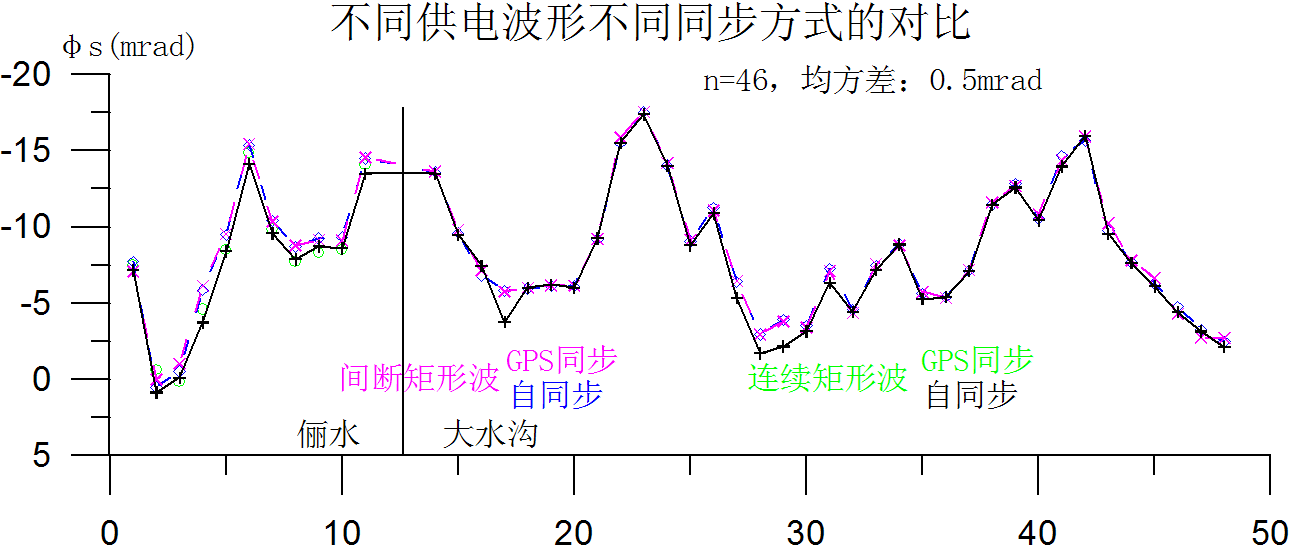 不同供电波形不同同步方式的对比
φs(mrad)
n=46，均方差：0.5mrad
-20
-15
-10
-5
0
5
间断矩形波 GPS同步
自同步
连续矩形波 GPS同步
自同步
俪水 大水沟
0 10 20 30 40 50